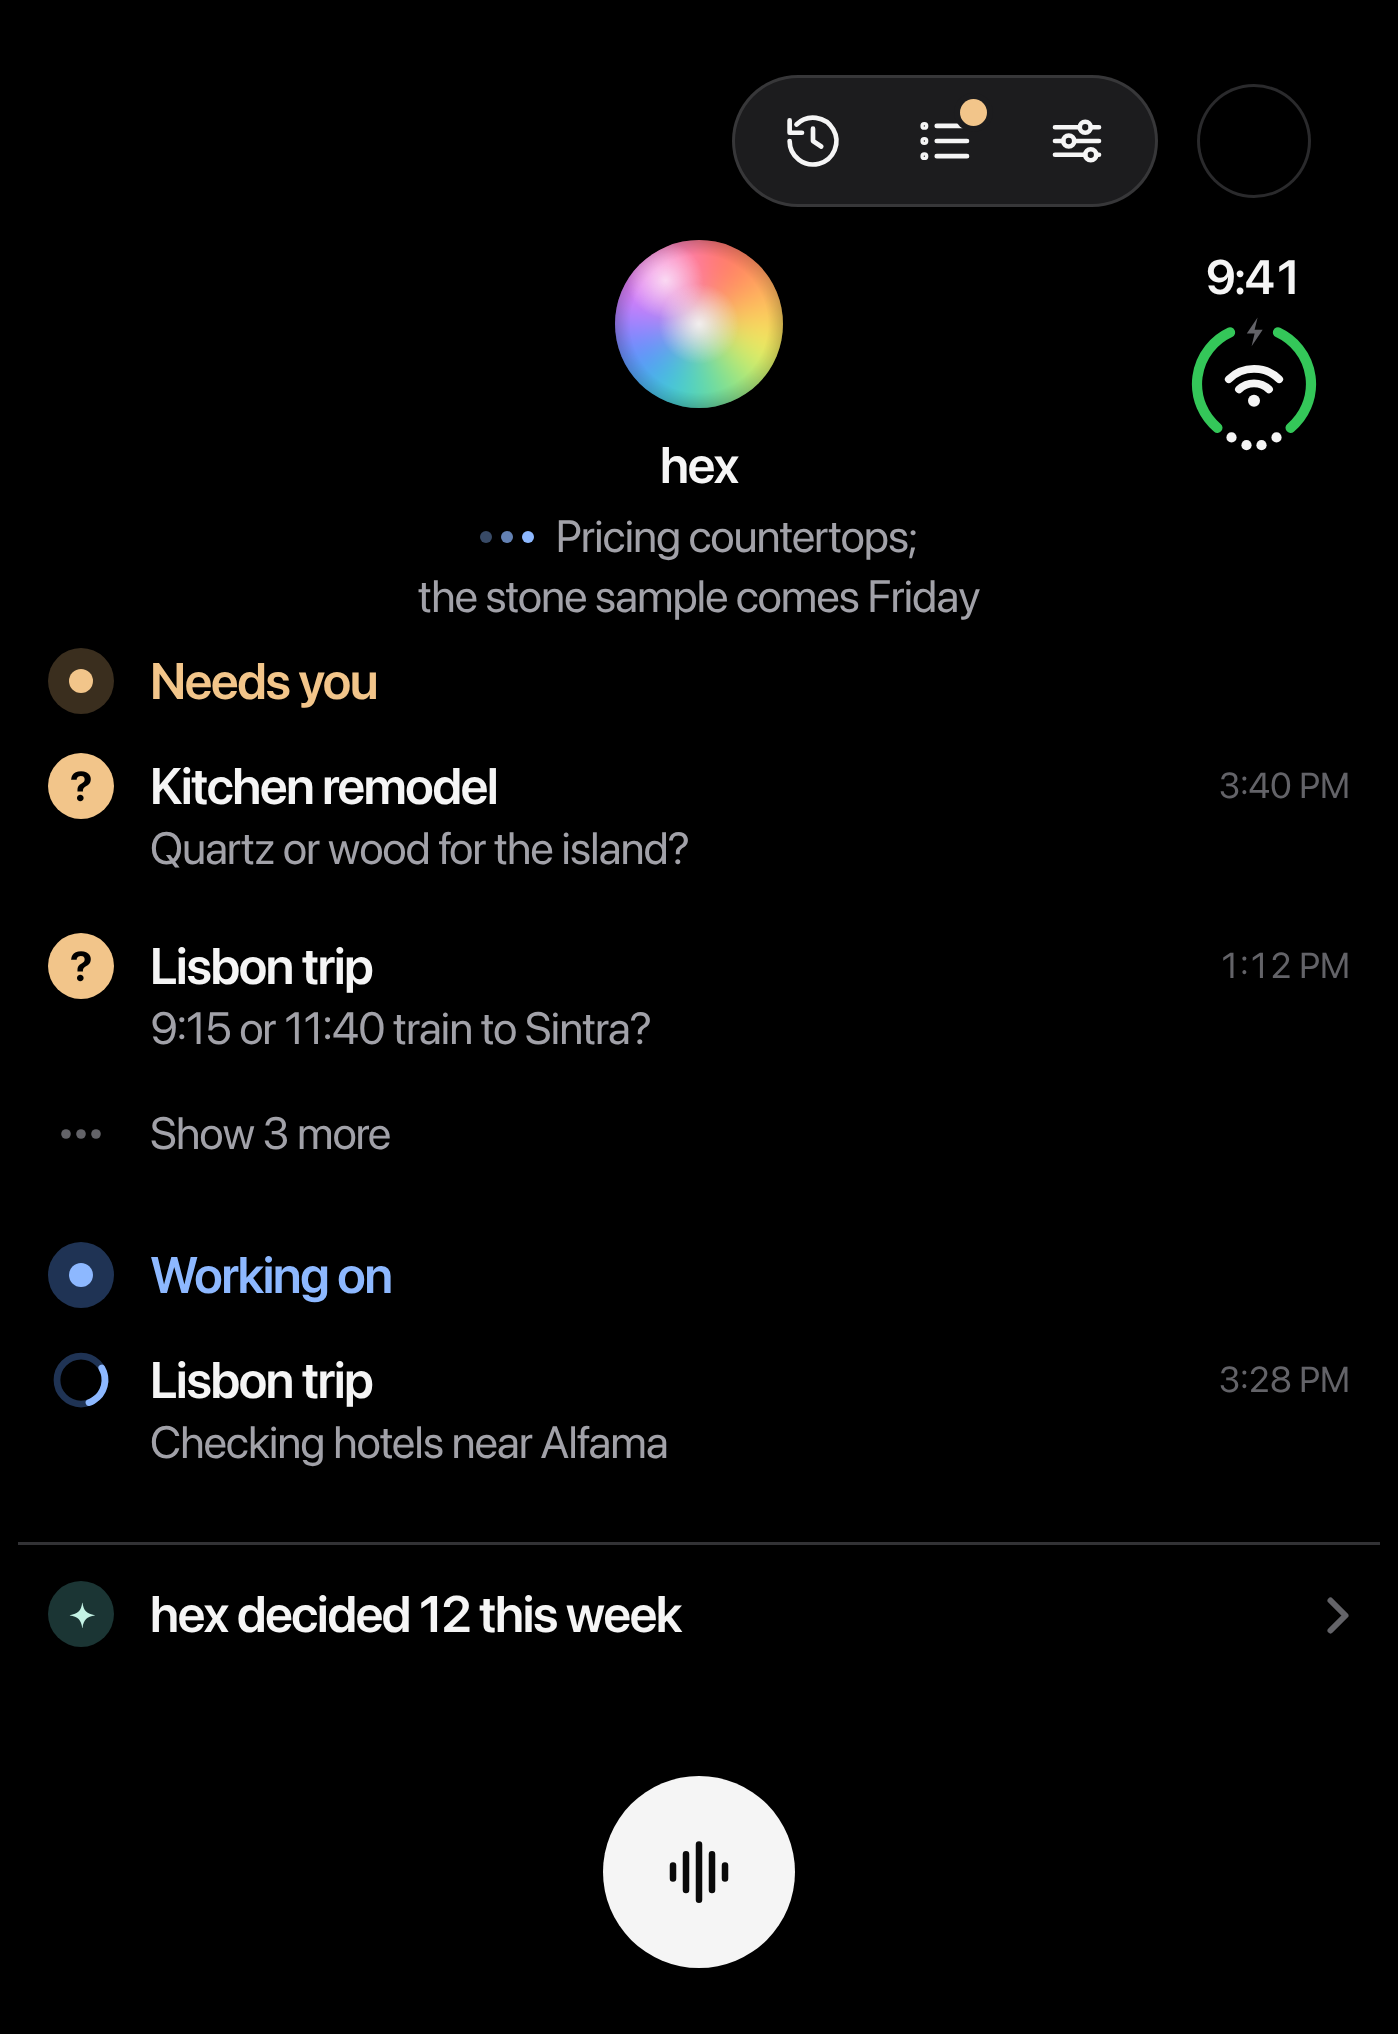 9:41
hex
Pricing countertops;
the stone sample comes Friday
Needs you
? Kitchen remodel 3:40 PM
Quartz or wood for the island?
? Lisbon trip 1:12 PM
9:15 or 11:40 train to Sintra?
Show 3 more
Working on
Lisbon trip 3:28 PM
Checking hotels near Alfama
hex decided 12 this week